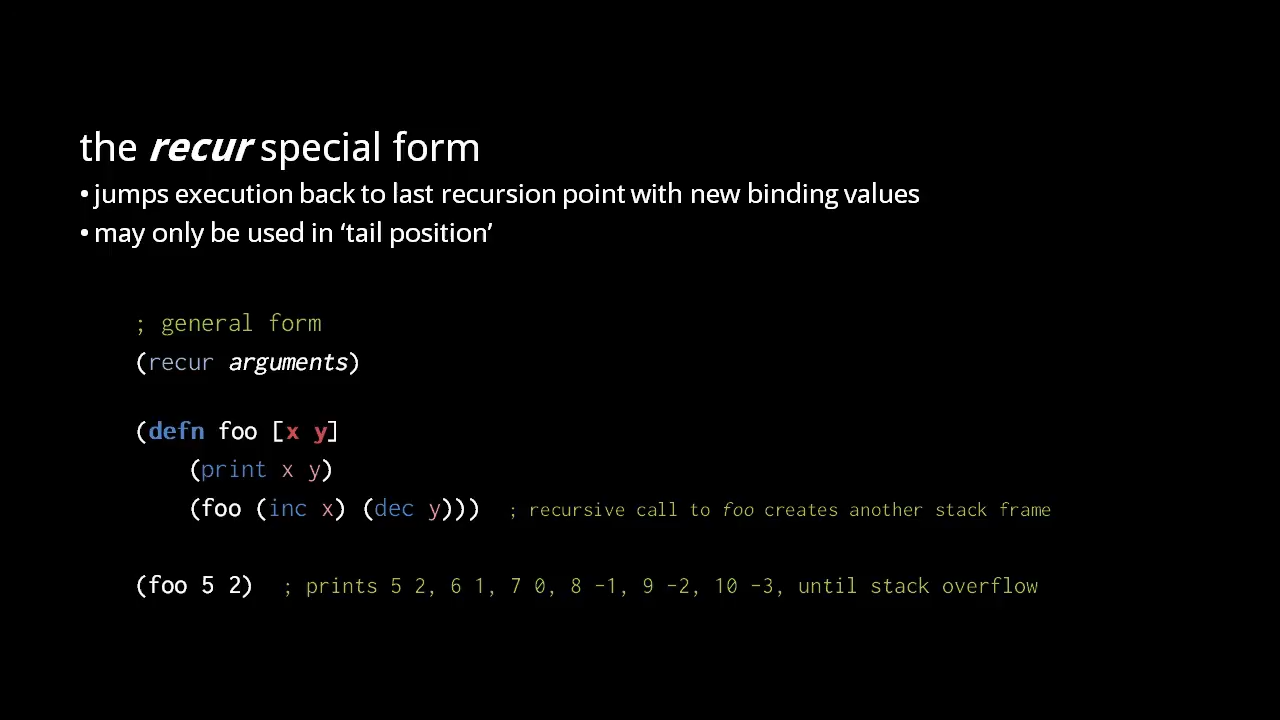 the recur special form
• jumps execution back to last recursion point with new binding values
• may only be used in ‘tail position’
; general form
(recur arguments)
(defn foo [x y]
(print x y)
(foo (inc x) (dec y))) ; recursive call to foo creates another stack frame
(foo 5 2) ; prints 5 2, 6 1, 7 0, 8 -1, 9 -2, 10 -3, until stack overflow